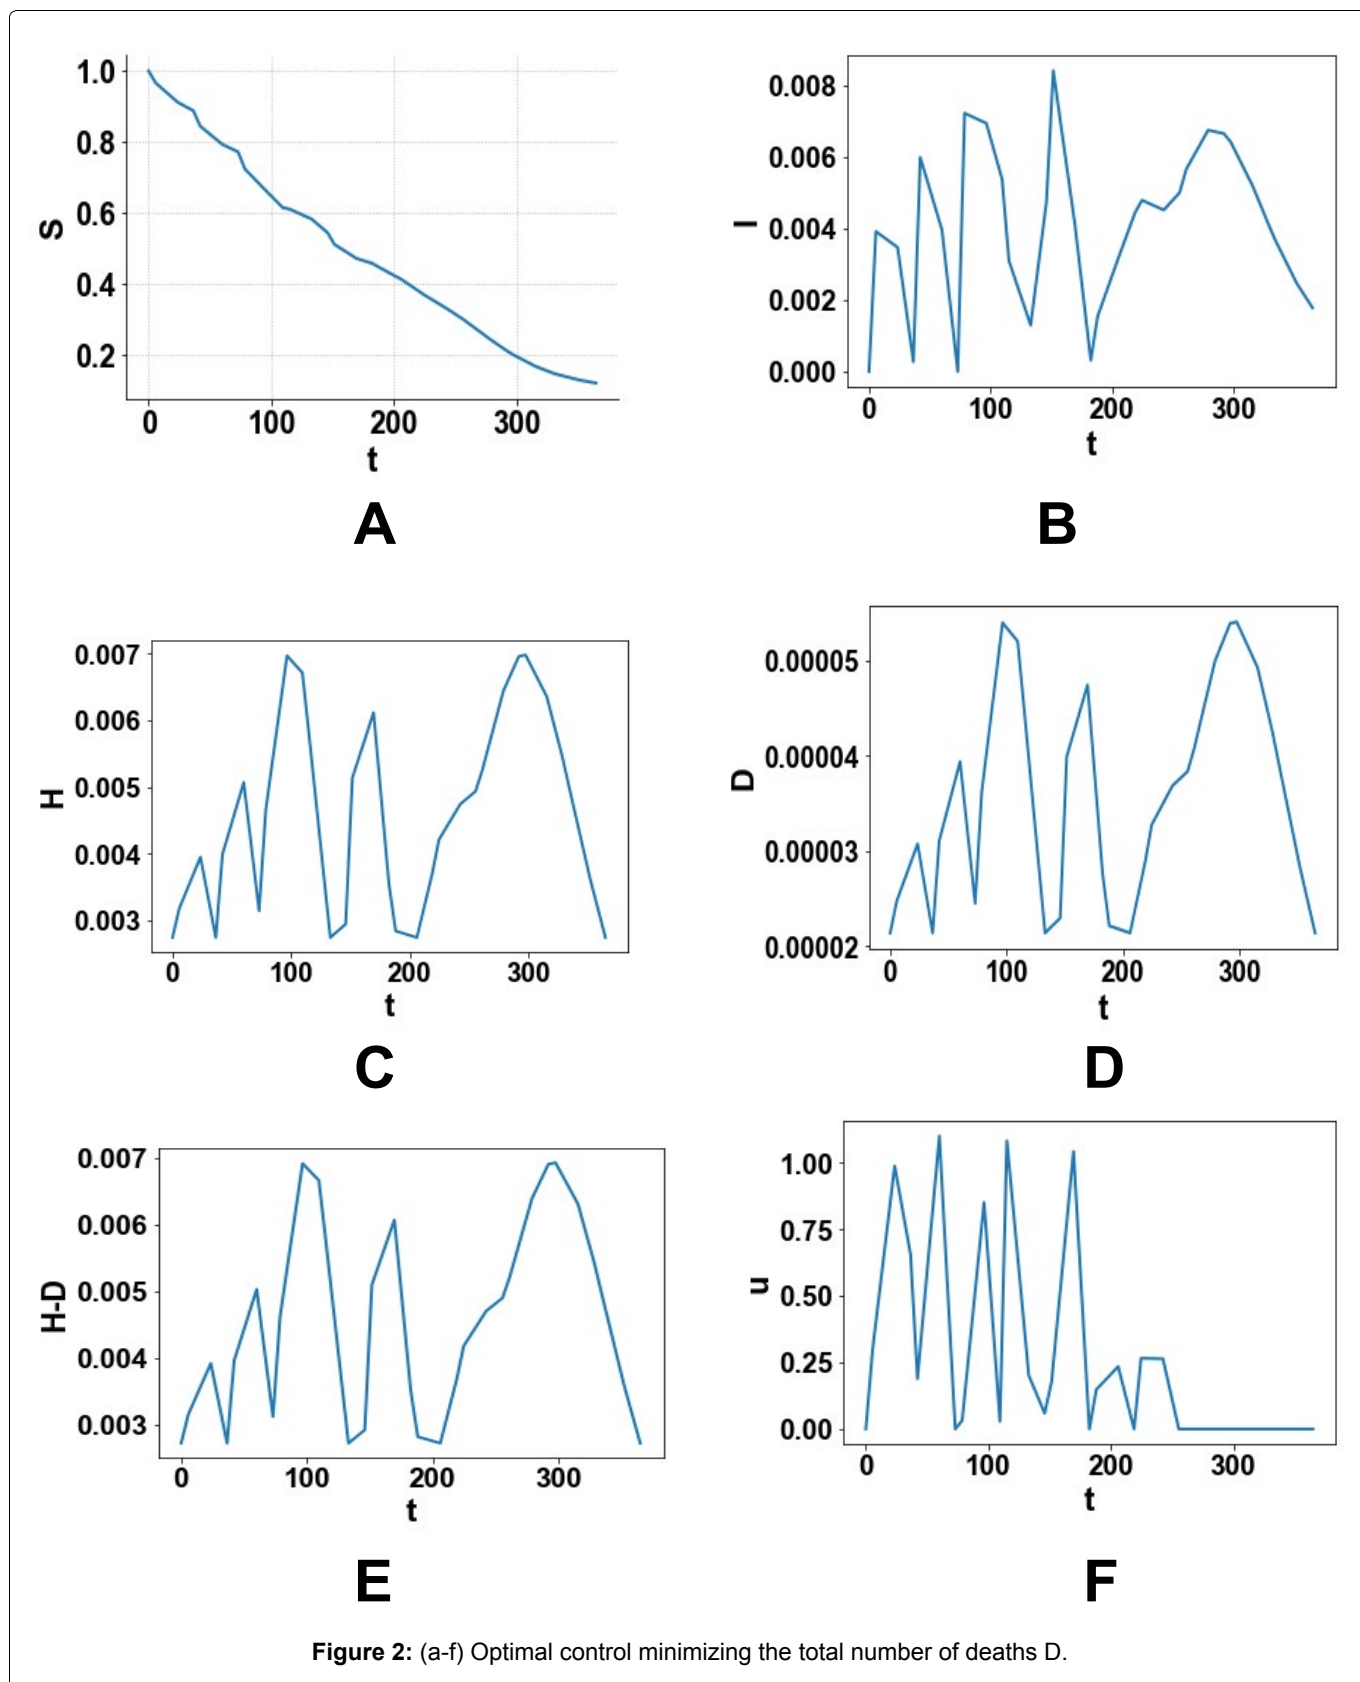 1.0
0.8
0.6
0.4
0.2
S
0 100 200 300
t
A
0.008
0.006
0.004
0.002
0.000
I
0 100 200 300
t
B
0.007
0.006
0.005
0.004
0.003
H
0 100 200 300
t
C
0.00005
0.00004
0.00003
0.00002
D
0 100 200 300
t
D
0.007
0.006
0.005
0.004
0.003
H-D
0 100 200 300
t
E
1.00
0.75
0.50
0.25
0.00
u
0 100 200 300
t
F
Figure 2: (a-f) Optimal control minimizing the total number of deaths D.